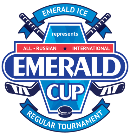 EMERALD ICE
represents
ALL - RUSSIAN • INTERNATIONAL
EMERALD
CUP
REGULAR TOURNAMENT